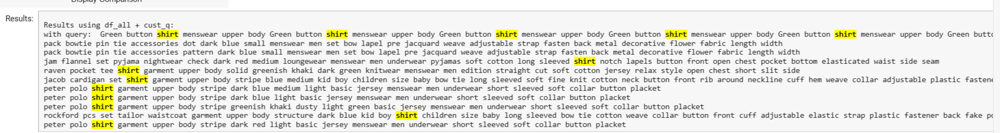 Display Comparison
Results:
Results using df_all + cust_q:
with query:  Green button shirt menswear upper body Green button shirt menswear upper body Green button shirt menswear upper body Green button shirt menswear upper body Green button shirt menswear upper body Green butto
pack bowtie pin tie accessories dot dark blue small menswear men set bow lapel pre jacquard weave adjustable strap fasten back metal decorative flower fabric length width
pack bowtie pin tie accessories pattern dark blue small menswear men set bow lapel pre jacquard weave adjustable strap fasten back metal decorative flower fabric length width
jam flannel set pyjama nightwear check dark red medium loungewear menswear men underwear pyjamas soft cotton long sleeved shirt notch lapels button front open chest pocket bottom elasticated waist side seam
raven pocket tee shirt garment upper body solid greenish khaki dark green knitwear menswear men edition straight cut soft cotton jersey relax style open chest short slit side
jacob cardigan set shirt garment upper body stripe blue medium kid boy children size baby bow tie long sleeved soft fine knit cotton neck button front rib around neckline cuff hem weave collar adjustable plastic fastene
peter polo shirt garment upper body stripe dark blue medium light basic jersey menswear men underwear short sleeved soft collar button placket
peter polo shirt garment upper body stripe dark blue light basic jersey menswear men underwear short sleeved soft collar button placket
peter polo shirt garment upper body stripe greenish khaki dusty light green basic jersey menswear men underwear short sleeved soft collar button placket
rockford pcs set tailor waistcoat garment upper body structure dark blue kid boy shirt children size baby long sleeved bow tie cotton weave collar button front cuff adjustable elastic strap plastic fastener back fake po
peter polo shirt garment upper body stripe dark red light basic jersey menswear men underwear short sleeved soft collar button placket